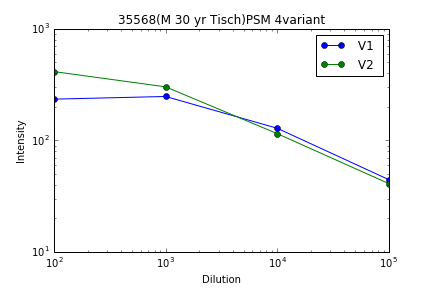 35568(M 30 yr Tisch)PSM 4variant
V1
V2
Intensity
10³
10²
10¹
10² 10³ 10⁴ 10⁵
Dilution